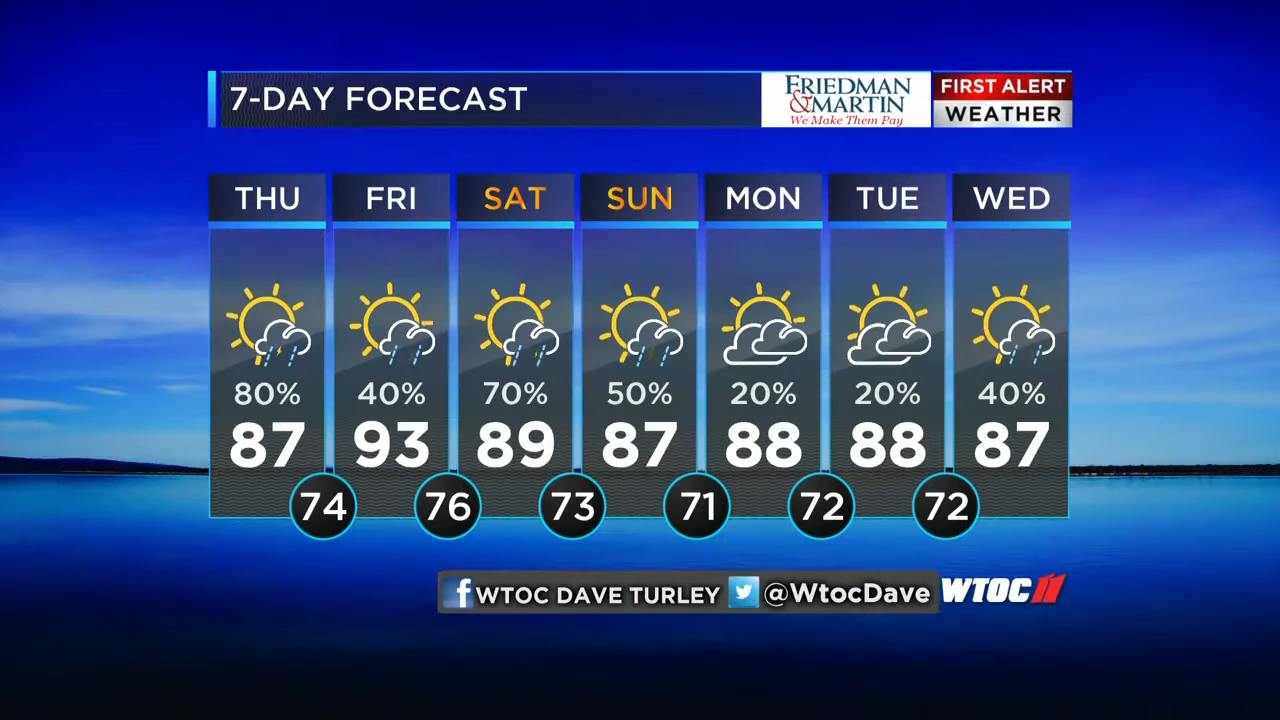 7-DAY FORECAST
FRIEDMAN
&MARTIN
We Make Them Pay
FIRST ALERT
WEATHER
THU FRI SAT SUN MON TUE WED
80% 40% 70% 50% 20% 20% 40%
87 93 89 87 88 88 87
74 76 73 71 72 72
f WTOC DAVE TURLEY @WtocDave WTOC 11